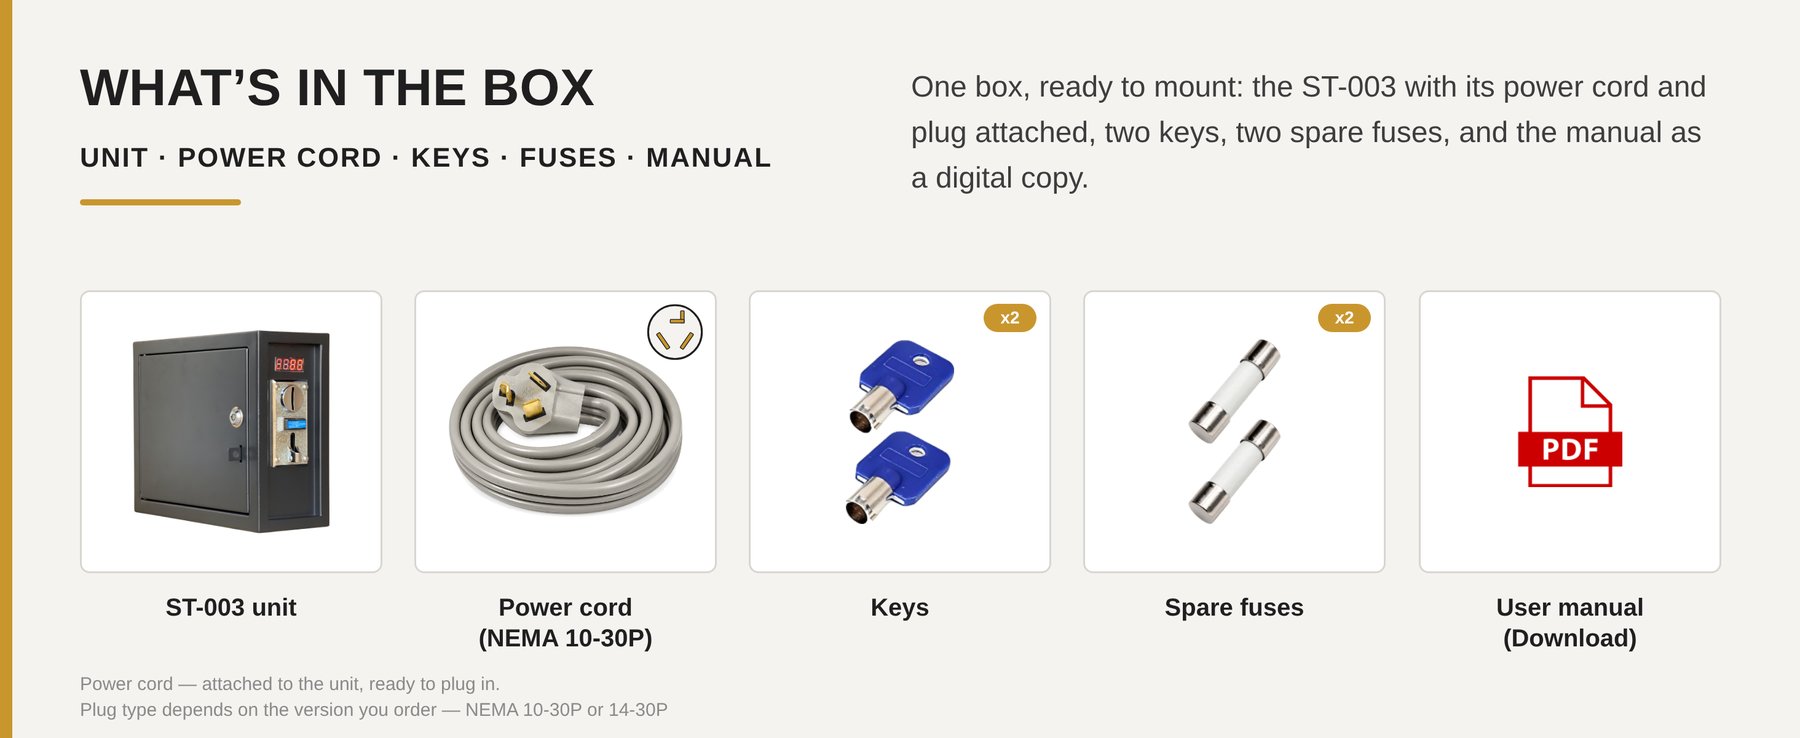 WHAT’S IN THE BOX
UNIT · POWER CORD · KEYS · FUSES · MANUAL
One box, ready to mount: the ST-003 with its power cord and
plug attached, two keys, two spare fuses, and the manual as
a digital copy.
x2
x2
PDF
ST-003 unit
Power cord
(NEMA 10-30P)
Keys
Spare fuses
User manual
(Download)
Power cord — attached to the unit, ready to plug in.
Plug type depends on the version you order — NEMA 10-30P or 14-30P